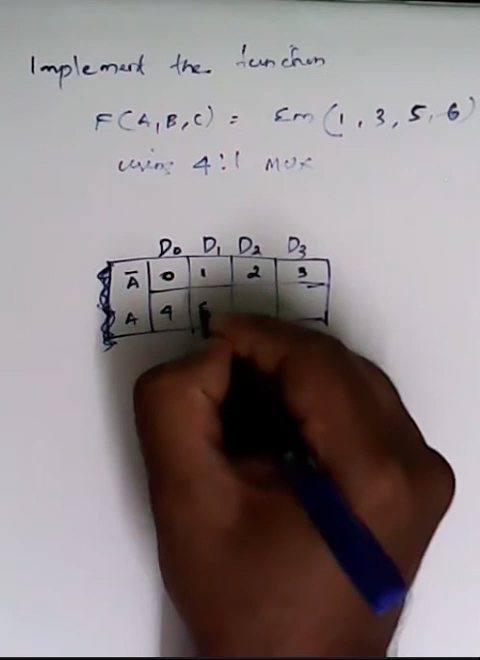 Implement the function
F(A,B,C) = Σm(1,3,5,6)
using 4:1 MUX
D0 D1 D2 D3
Ā 0 1 2 3
A 4